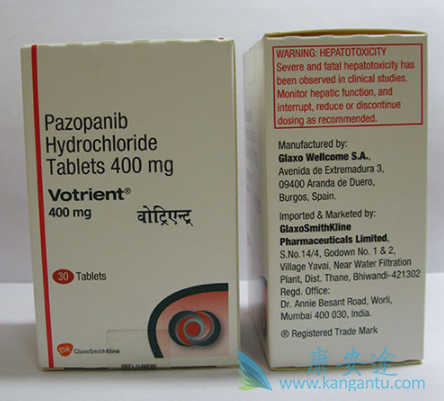 Pazopanib
Hydrochloride
Tablets 400 mg
Votrient®
400 mg
वोट्रिएन्ट्
30 Tablets
gsk GlaxoSmithKline
WARNING: HEPATOTOXICITY
Severe and fatal hepatotoxicity has
been observed in clinical studies.
Monitor hepatic function, and
interrupt, reduce or discontinue
dosing as recommended.
Manufactured by:
Glaxo Wellcome S.A.,
Avenida de Extremadura 3,
09400 Aranda de Duero,
Burgos, Spain.
Imported & Marketed by:
GlaxoSmithKline
Pharmaceuticals Limited,
S.No.14/4, Godown No. 1 & 2,
Village Yavai, Near Water Filtration
Plant, Dist. Thane, Bhiwandi-421302
Regd. Office:
Dr. Annie Besant Road, Worli,
Mumbai 400 030, India.
® Registered Trade Mark
康安途
www.kangantu.com